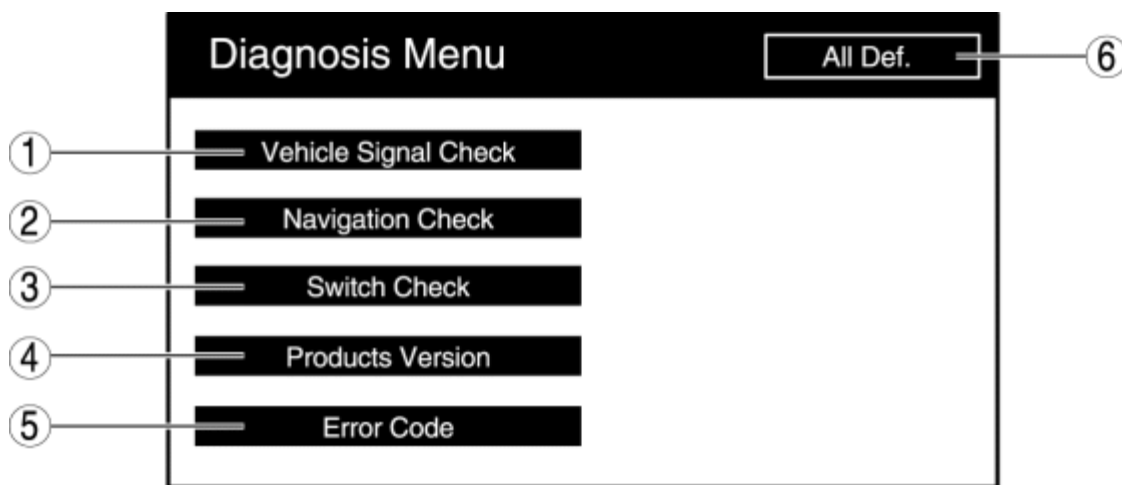 Diagnosis Menu
All Def.
⑥
① Vehicle Signal Check
② Navigation Check
③ Switch Check
④ Products Version
⑤ Error Code